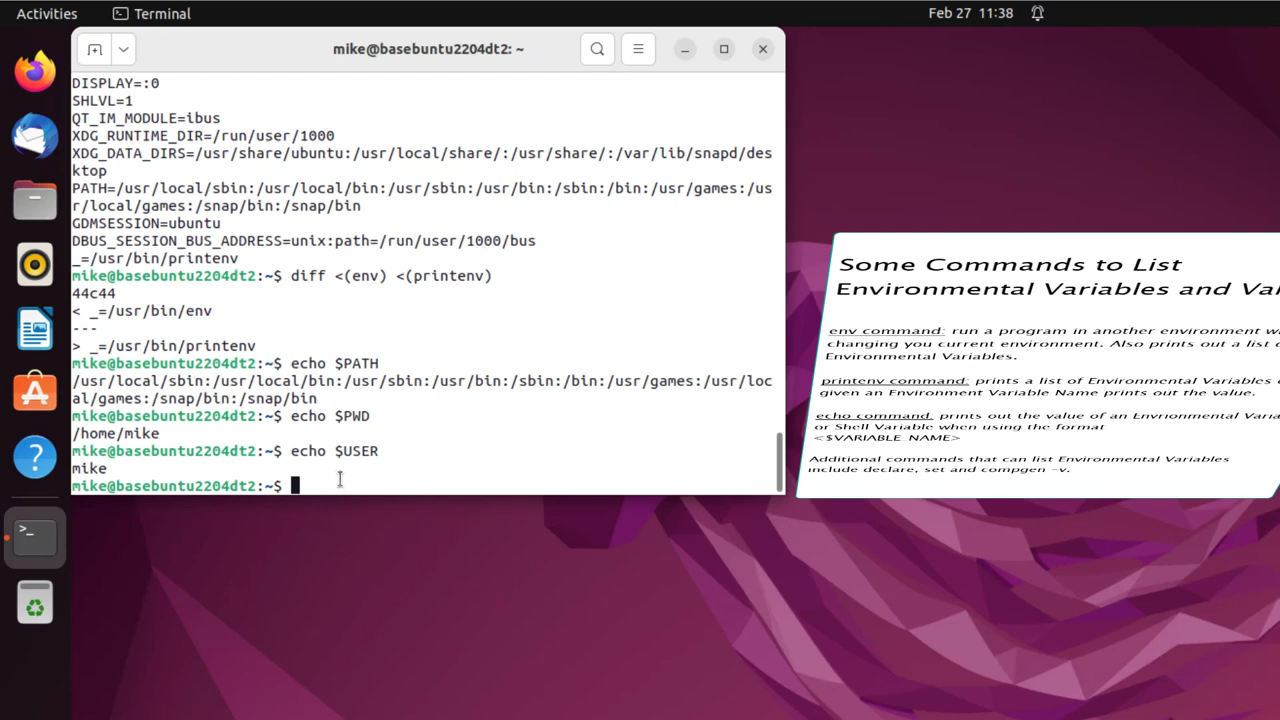 Activities
Terminal
Feb 27 11:38
mike@basebuntu2204dt2: ~
DISPLAY=:0
SHLVL=1
QT_IM_MODULE=ibus
XDG_RUNTIME_DIR=/run/user/1000
XDG_DATA_DIRS=/usr/share/ubuntu:/usr/local/share/:/usr/share/:/var/lib/snapd/des
ktop
PATH=/usr/local/sbin:/usr/local/bin:/usr/sbin:/usr/bin:/sbin:/bin:/usr/games:/us
r/local/games:/snap/bin:/snap/bin
GDMSESSION=ubuntu
DBUS_SESSION_BUS_ADDRESS=unix:path=/run/user/1000/bus
_=/usr/bin/printenv
mike@basebuntu2204dt2:~$ diff <(env) <(printenv)
44c44
< _=/usr/bin/env
---
> _=/usr/bin/printenv
mike@basebuntu2204dt2:~$ echo $PATH
/usr/local/sbin:/usr/local/bin:/usr/sbin:/usr/bin:/sbin:/bin:/usr/games:/usr/loc
al/games:/snap/bin:/snap/bin
mike@basebuntu2204dt2:~$ echo $PWD
/home/mike
mike@basebuntu2204dt2:~$ echo $USER
mike
mike@basebuntu2204dt2:~$
Some Commands to List
Environmental Variables and
env command: run a program in another environment
changing you current environment. Also prints out a list
Environmental Variables.
printenv command: prints a list of Environmental Variables
given an Environment Variable Name prints out the value.
echo command: prints out the value of an Envrionmental
or Shell Variable when using the format
<$VARIABLE_NAME>
Additional commands that can list Environmental Variables
include declare, set and compgen -v.